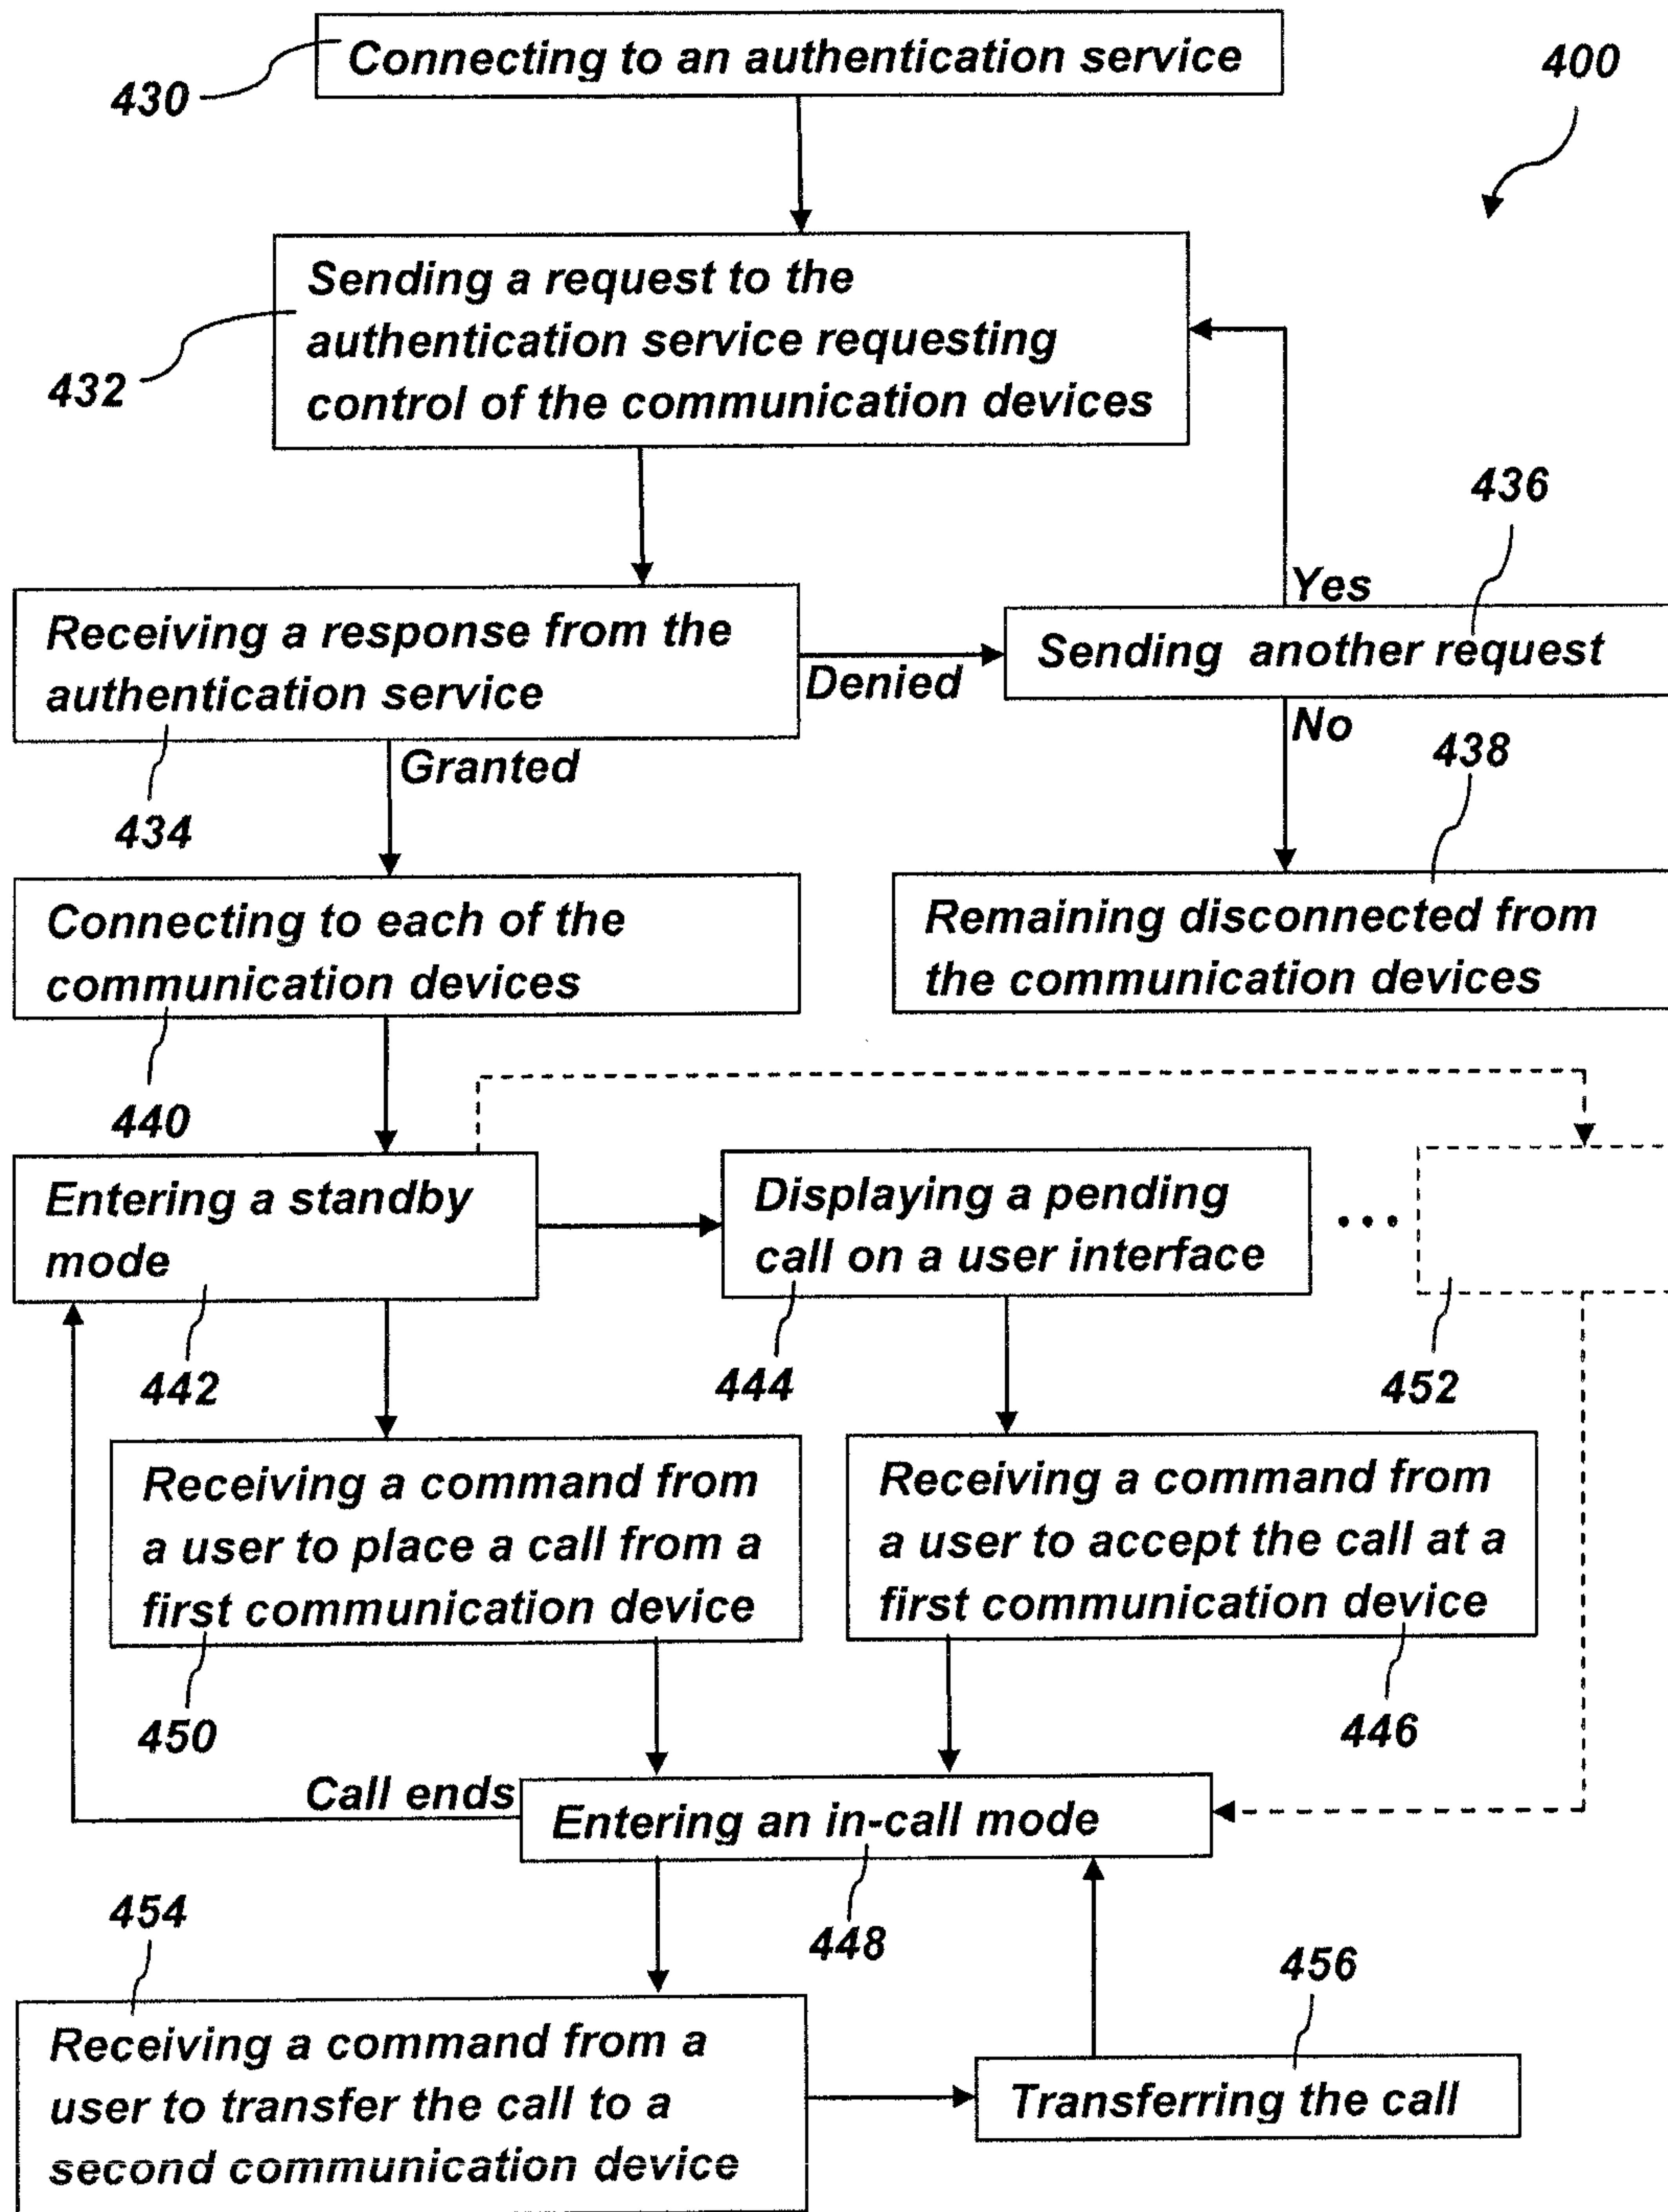 Connecting to an authentication service
400
430
Sending a request to the
authentication service requesting
control of the communication devices
432
436
Yes
Receiving a response from the
authentication service
Denied
Sending another request
No
438
Granted
434
Connecting to each of the
communication devices
Remaining disconnected from
the communication devices
440
Entering a standby
mode
Displaying a pending
call on a user interface
...
442
444
452
Receiving a command from
a user to place a call from a
first communication device
Receiving a command from
a user to accept the call at a
first communication device
450
446
Call ends
Entering an in-call mode
454
448
456
Receiving a command from a
user to transfer the call to a
second communication device
Transferring the call